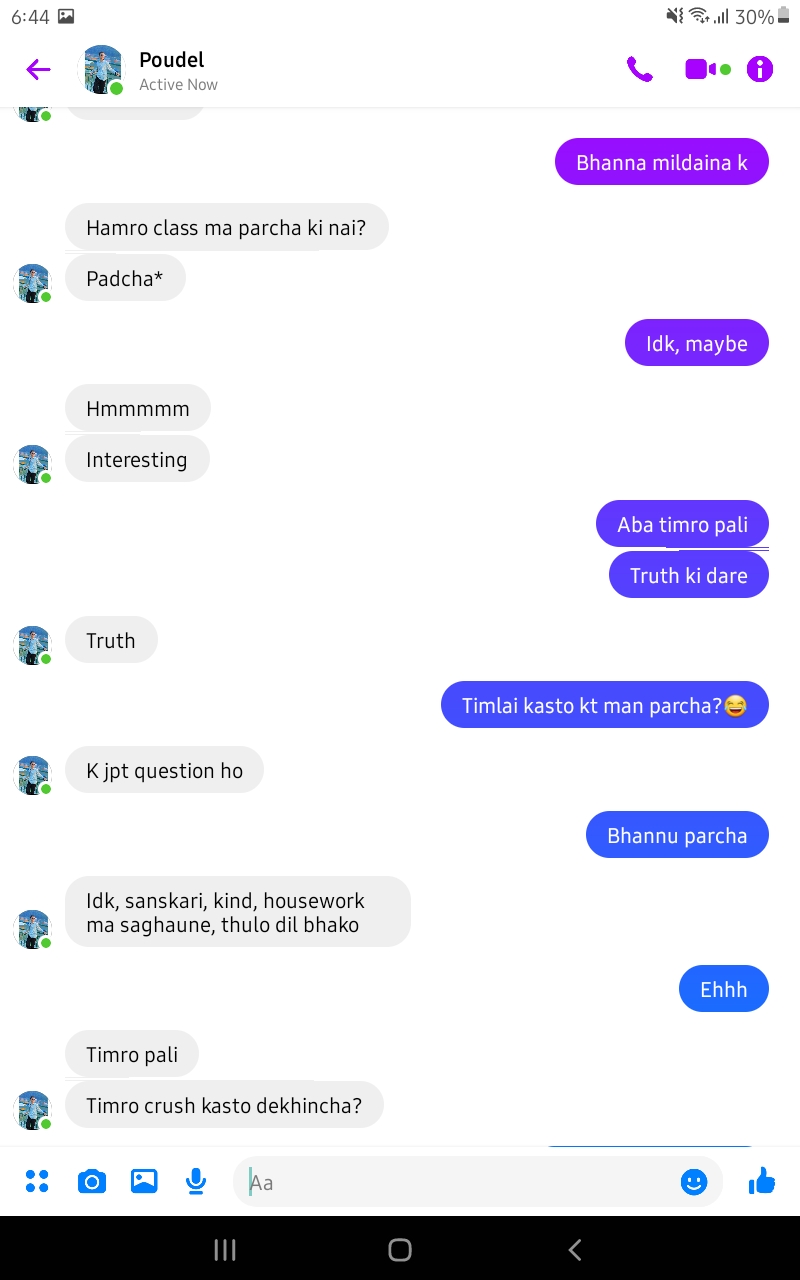 6:44
30%
Poudel
Active Now
Bhanna mildaina k
Hamro class ma parcha ki nai?
Padcha*
Idk, maybe
Hmmmmm
Interesting
Aba timro pali
Truth ki dare
Truth
Timlai kasto kt man parcha?😂
K jpt question ho
Bhannu parcha
Idk, sanskari, kind, housework
ma saghaune, thulo dil bhako
Ehhh
Timro pali
Timro crush kasto dekhincha?
Aa